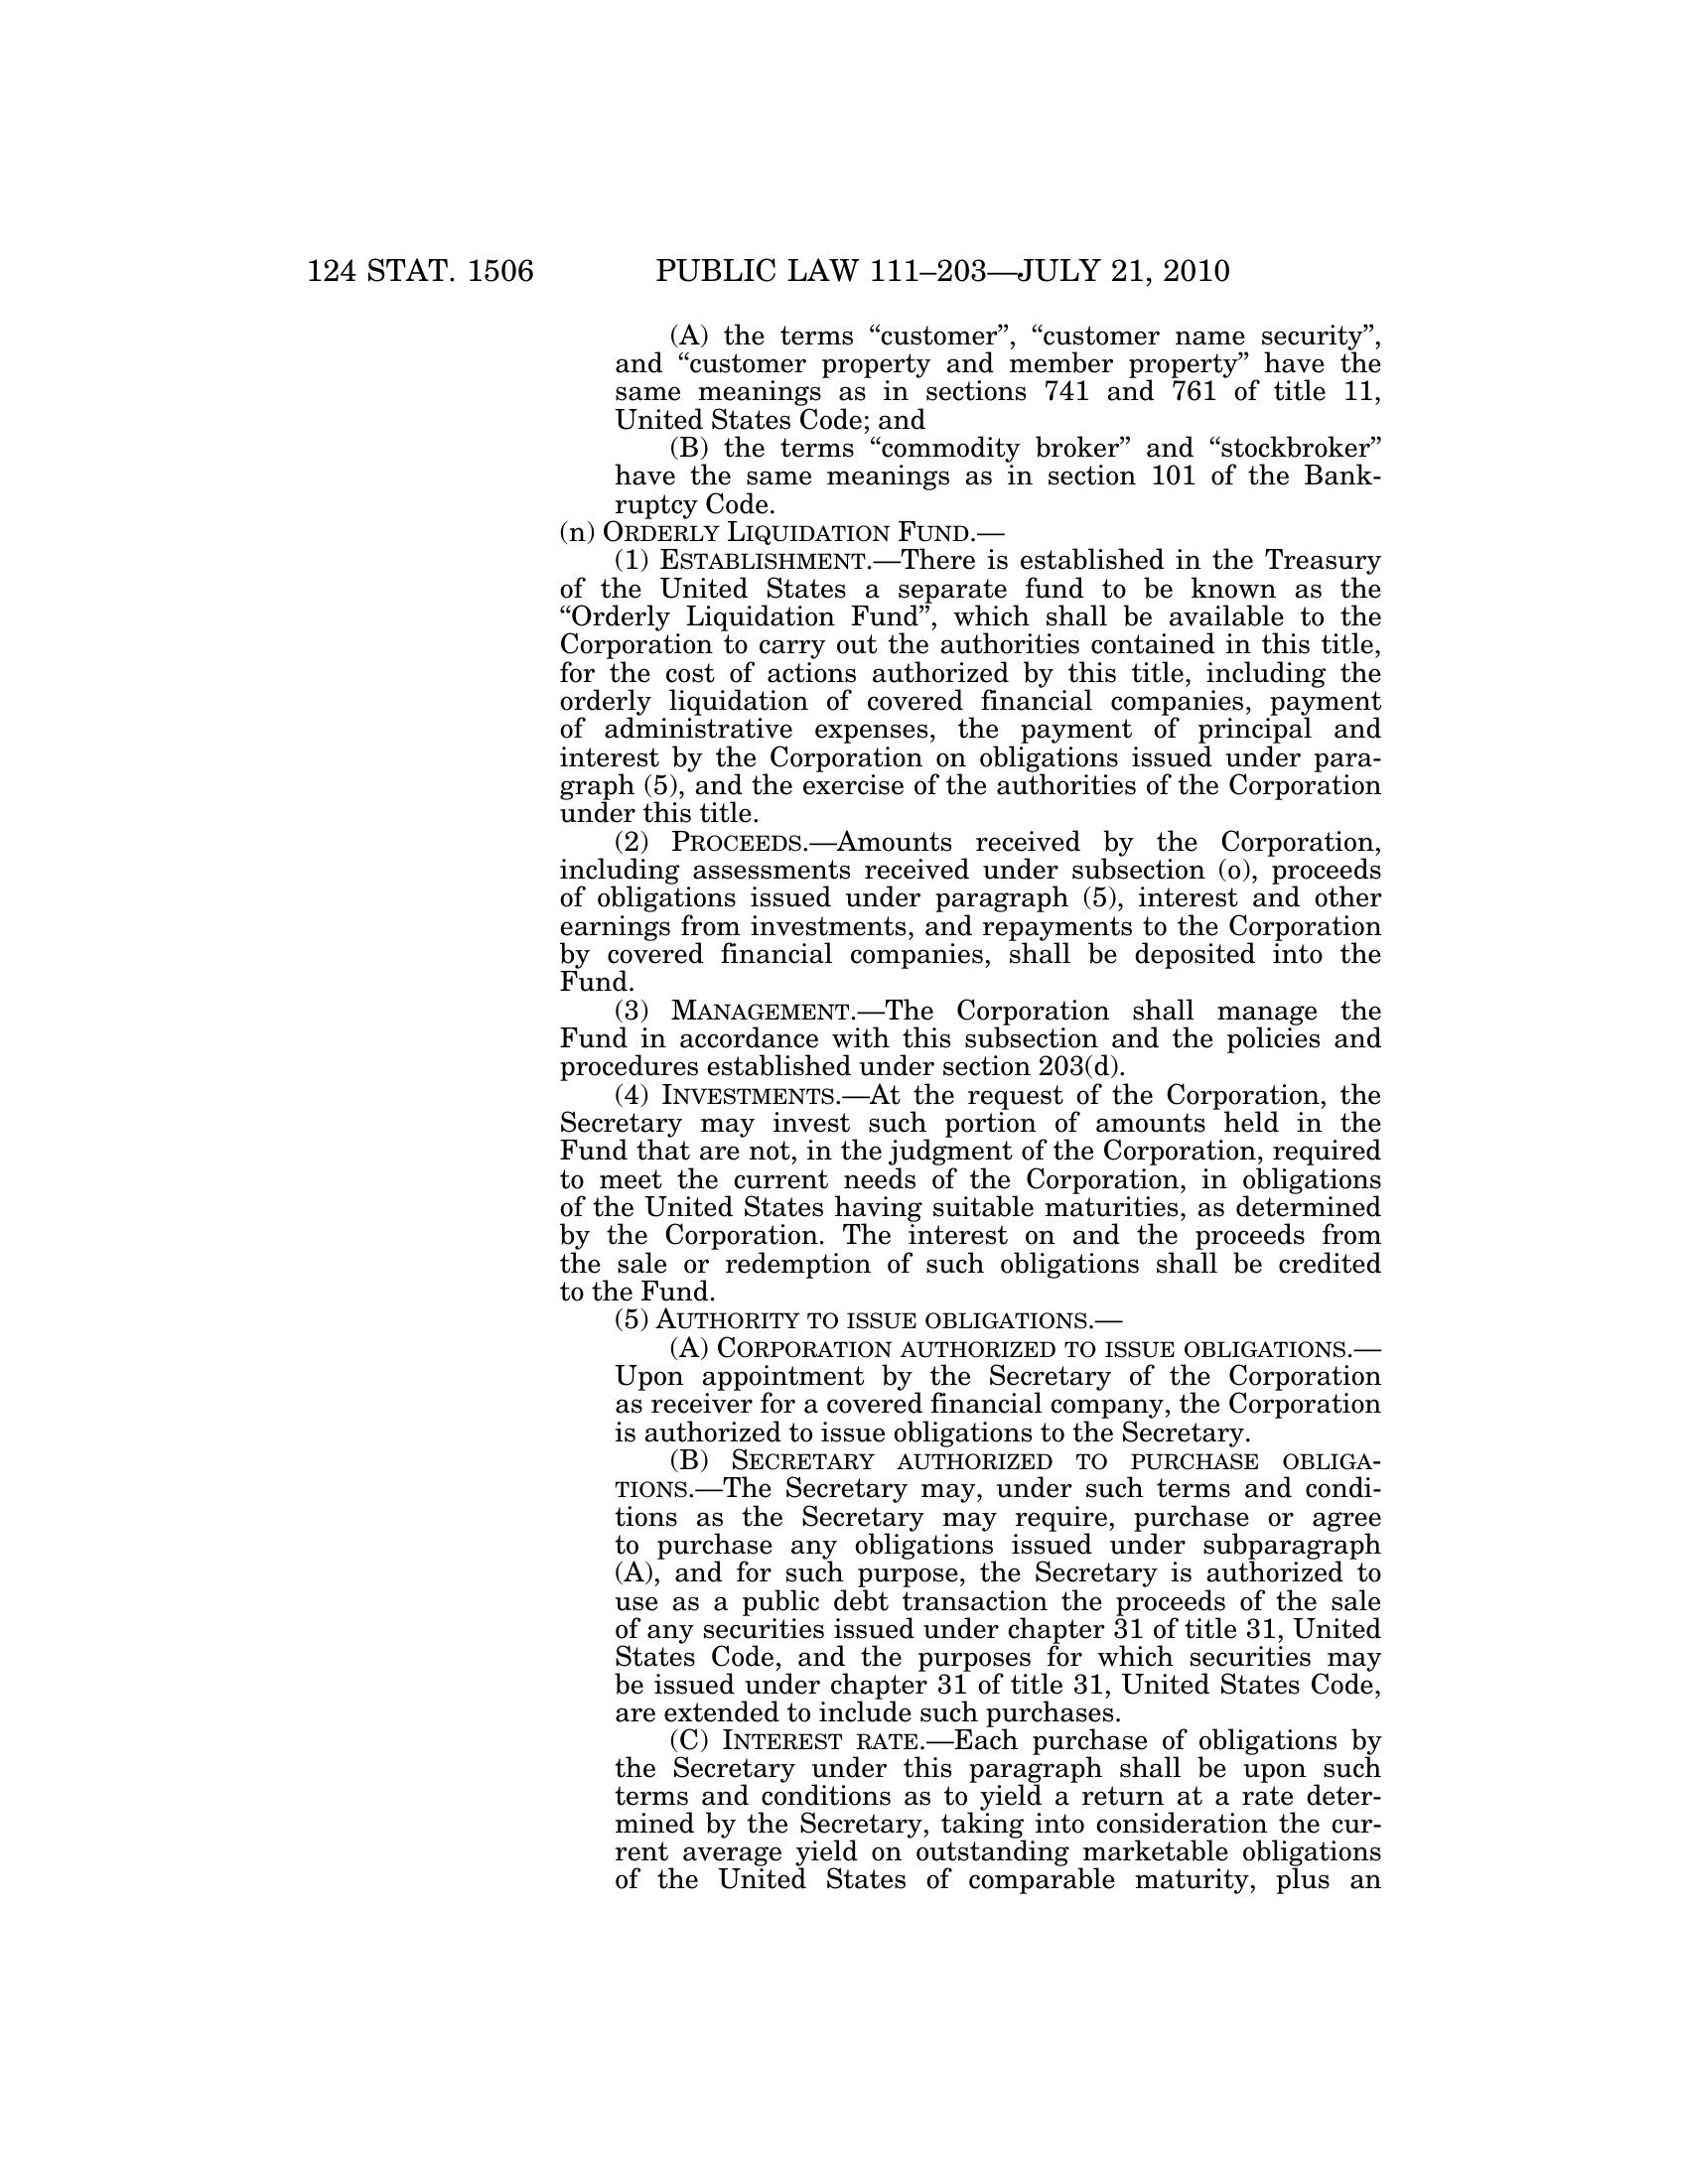 124 STAT. 1506 PUBLIC LAW 111–203—JULY 21, 2010
(A) the terms “customer”, “customer name security”,
and “customer property and member property” have the
same meanings as in sections 741 and 761 of title 11,
United States Code; and
(B) the terms “commodity broker” and “stockbroker”
have the same meanings as in section 101 of the Bank-
ruptcy Code.
(n) ORDERLY LIQUIDATION FUND.—
(1) ESTABLISHMENT.—There is established in the Treasury
of the United States a separate fund to be known as the
“Orderly Liquidation Fund”, which shall be available to the
Corporation to carry out the authorities contained in this title,
for the cost of actions authorized by this title, including the
orderly liquidation of covered financial companies, payment
of administrative expenses, the payment of principal and
interest by the Corporation on obligations issued under para-
graph (5), and the exercise of the authorities of the Corporation
under this title.
(2) PROCEEDS.—Amounts received by the Corporation,
including assessments received under subsection (o), proceeds
of obligations issued under paragraph (5), interest and other
earnings from investments, and repayments to the Corporation
by covered financial companies, shall be deposited into the
Fund.
(3) MANAGEMENT.—The Corporation shall manage the
Fund in accordance with this subsection and the policies and
procedures established under section 203(d).
(4) INVESTMENTS.—At the request of the Corporation, the
Secretary may invest such portion of amounts held in the
Fund that are not, in the judgment of the Corporation, required
to meet the current needs of the Corporation, in obligations
of the United States having suitable maturities, as determined
by the Corporation. The interest on and the proceeds from
the sale or redemption of such obligations shall be credited
to the Fund.
(5) AUTHORITY TO ISSUE OBLIGATIONS.—
(A) CORPORATION AUTHORIZED TO ISSUE OBLIGATIONS.—
Upon appointment by the Secretary of the Corporation
as receiver for a covered financial company, the Corporation
is authorized to issue obligations to the Secretary.
(B) SECRETARY AUTHORIZED TO PURCHASE OBLIGA-
TIONS.—The Secretary may, under such terms and condi-
tions as the Secretary may require, purchase or agree
to purchase any obligations issued under subparagraph
(A), and for such purpose, the Secretary is authorized to
use as a public debt transaction the proceeds of the sale
of any securities issued under chapter 31 of title 31, United
States Code, and the purposes for which securities may
be issued under chapter 31 of title 31, United States Code,
are extended to include such purchases.
(C) INTEREST RATE.—Each purchase of obligations by
the Secretary under this paragraph shall be upon such
terms and conditions as to yield a return at a rate deter-
mined by the Secretary, taking into consideration the cur-
rent average yield on outstanding marketable obligations
of the United States of comparable maturity, plus an